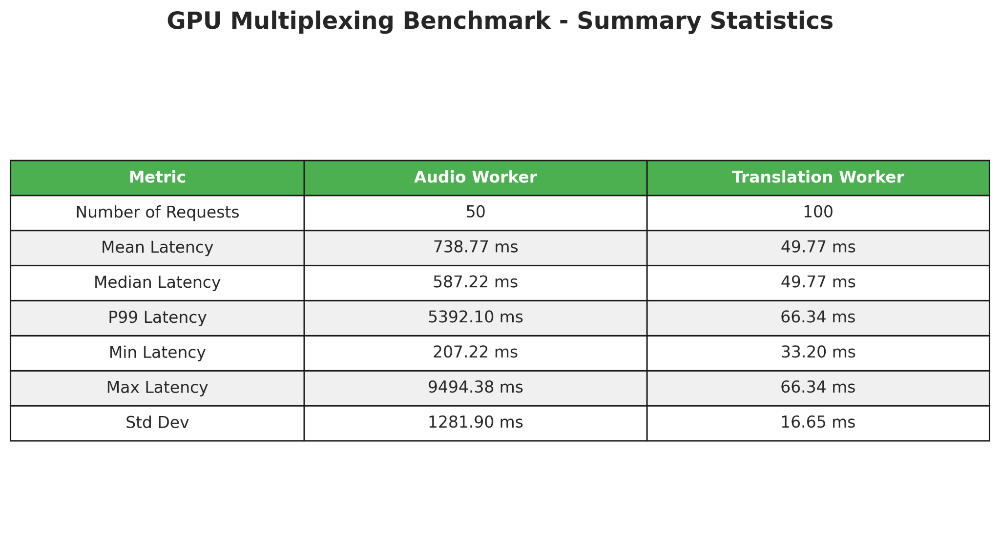 GPU Multiplexing Benchmark - Summary Statistics
Metric Audio Worker Translation Worker
Number of Requests 50 100
Mean Latency 738.77 ms 49.77 ms
Median Latency 587.22 ms 49.77 ms
P99 Latency 5392.10 ms 66.34 ms
Min Latency 207.22 ms 33.20 ms
Max Latency 9494.38 ms 66.34 ms
Std Dev 1281.90 ms 16.65 ms